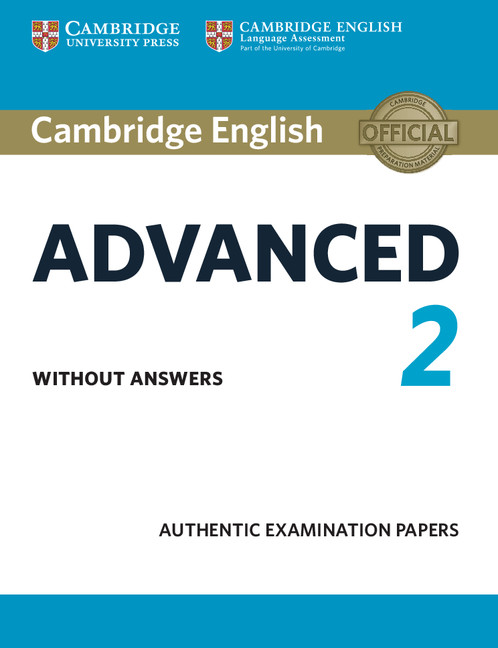 CAMBRIDGE
UNIVERSITY PRESS
CAMBRIDGE ENGLISH
Language Assessment
Part of the University of Cambridge
Cambridge English
CAMBRIDGE
OFFICIAL
PREPARATION MATERIAL
ADVANCED
2
WITHOUT ANSWERS
AUTHENTIC EXAMINATION PAPERS